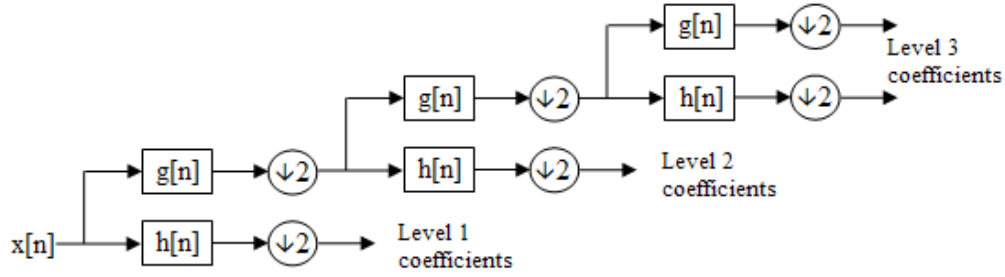 g[n] ↓2
Level 3
coefficients
g[n] ↓2 h[n] ↓2
g[n] ↓2 h[n] ↓2
Level 2
coefficients
x[n] h[n] ↓2
Level 1
coefficients